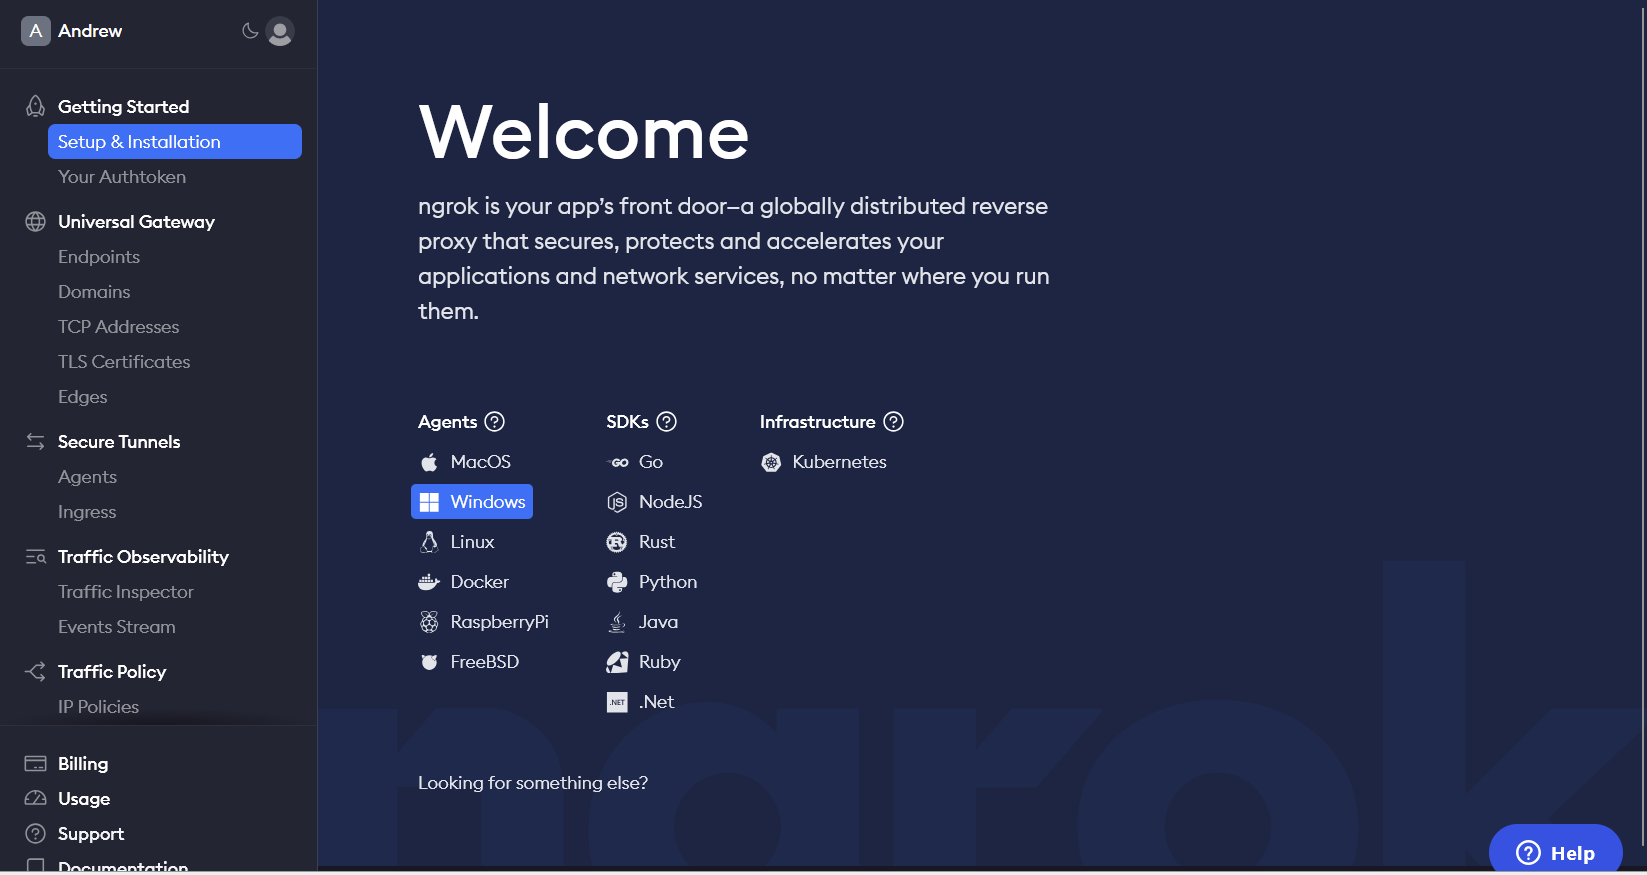 A Andrew
Getting Started
Setup & Installation
Your Authtoken
Universal Gateway
Endpoints
Domains
TCP Addresses
TLS Certificates
Edges
Secure Tunnels
Agents
Ingress
Traffic Observability
Traffic Inspector
Events Stream
Traffic Policy
IP Policies
Billing
Usage
Support
Documentation
Welcome
ngrok is your app's front door—a globally distributed reverse
proxy that secures, protects and accelerates your
applications and network services, no matter where you run
them.
Agents
MacOS
Windows
Linux
Docker
RaspberryPi
FreeBSD
SDKs
Go
NodeJS
Rust
Python
Java
Ruby
.NET .Net
Infrastructure
Kubernetes
Looking for something else?
ngrok
Help